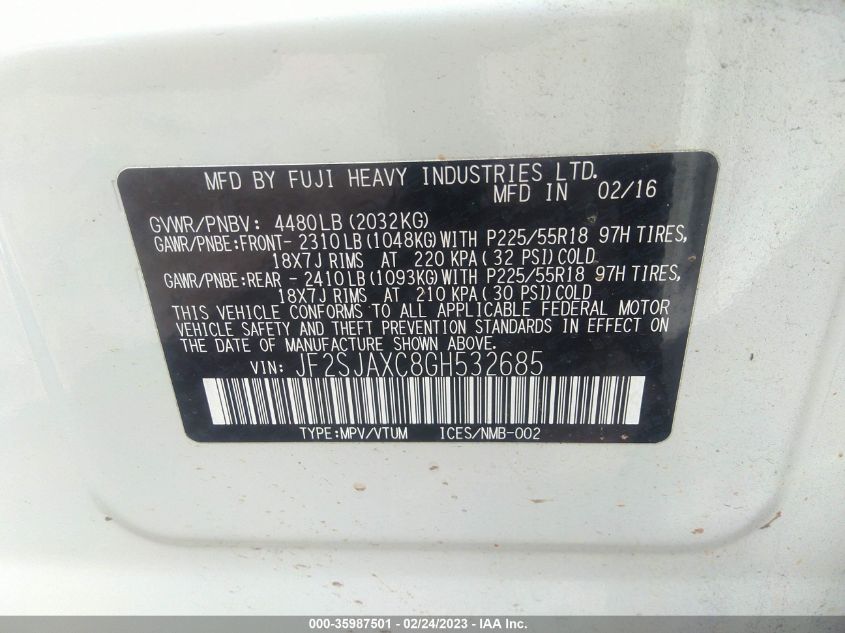 MFD BY FUJI HEAVY INDUSTRIES LTD.
MFD IN 02/16
GVWR/PNBV: 4480LB(2032KG)
GAWR/PNBE:FRONT- 2310LB(1048KG)WITH P225/55R18 97H TIRES,
18X7J RIMS AT 220 KPA(32 PSI)COLD
GAWR/PNBE:REAR - 2410LB(1093KG)WITH P225/55R18 97H TIRES,
18X7J RIMS AT 210 KPA(30 PSI)COLD
THIS VEHICLE CONFORMS TO ALL APPLICABLE FEDERAL MOTOR
VEHICLE SAFETY AND THEFT PREVENTION STANDARDS IN EFFECT ON
THE DATE OF MANUFACTURE SHOWN ABOVE.
VIN: JF2SJAXC8GH532685
TYPE:MPV/VTUM ICES/NMB-002
000-35987501 - 02/24/2023 - IAA Inc.